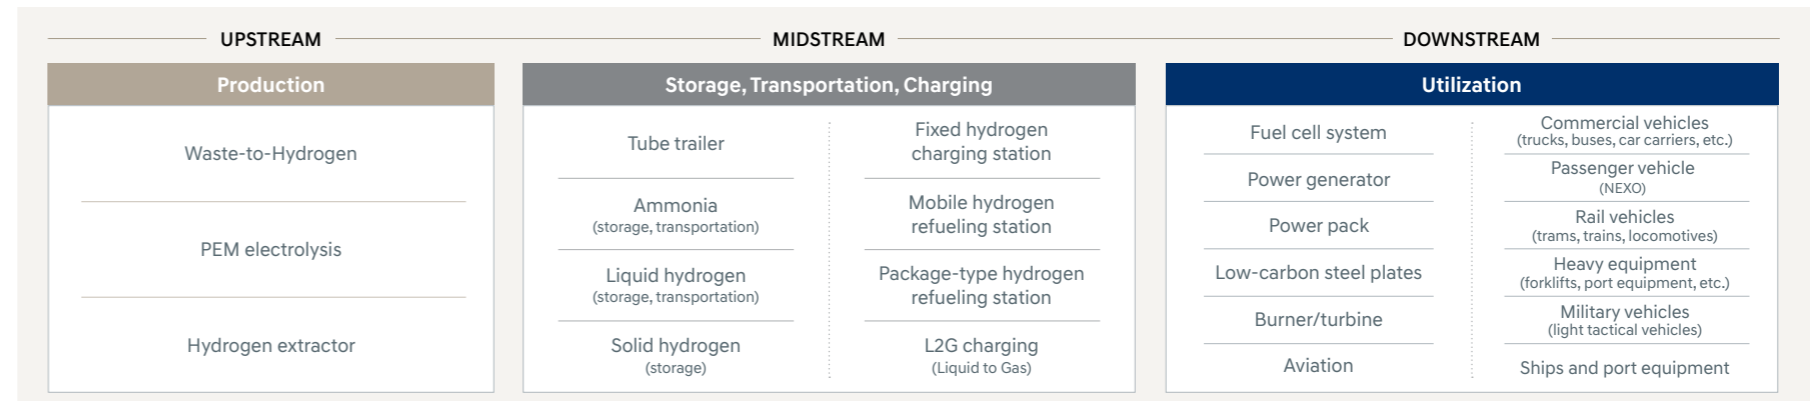 UPSTREAM
Production
Waste-to-Hydrogen
PEM electrolysis
Hydrogen extractor
MIDSTREAM
Storage, Transportation, Charging
Tube trailer
Ammonia
(storage, transportation)
Liquid hydrogen
(storage, transportation)
Solid hydrogen
(storage)
Fixed hydrogen
charging station
Mobile hydrogen
refueling station
Package-type hydrogen
refueling station
L2G charging
(Liquid to Gas)
DOWNSTREAM
Utilization
Fuel cell system
Power generator
Power pack
Low-carbon steel plates
Burner/turbine
Aviation
Commercial vehicles
(trucks, buses, car carriers, etc.)
Passenger vehicle
(NEXO)
Rail vehicles
(trams, trains, locomotives)
Heavy equipment
(forklifts, port equipment, etc.)
Military vehicles
(light tactical vehicles)
Ships and port equipment